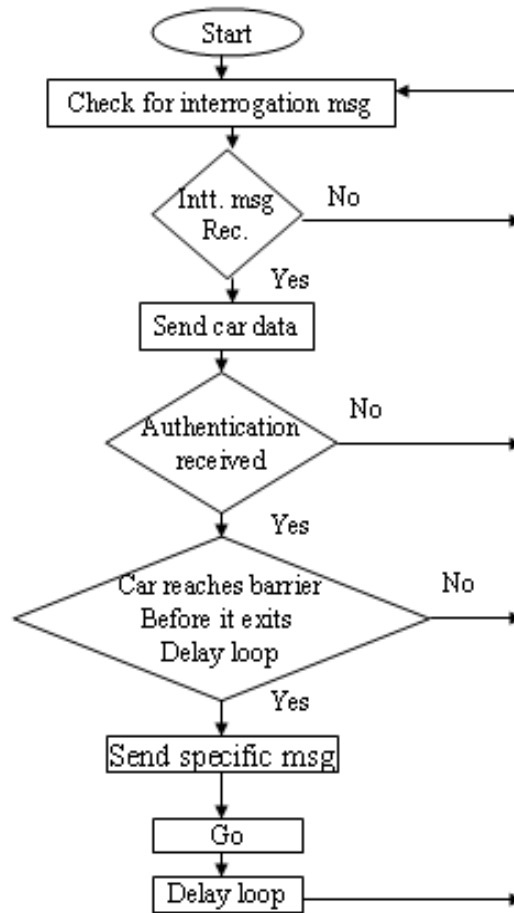 Start
Check for interrogation msg
Intt. msg
Rec.
No
Yes
Send car data
Authentication
received
No
Yes
Car reaches barrier
Before it exits
Delay loop
No
Yes
Send specific msg
Go
Delay loop